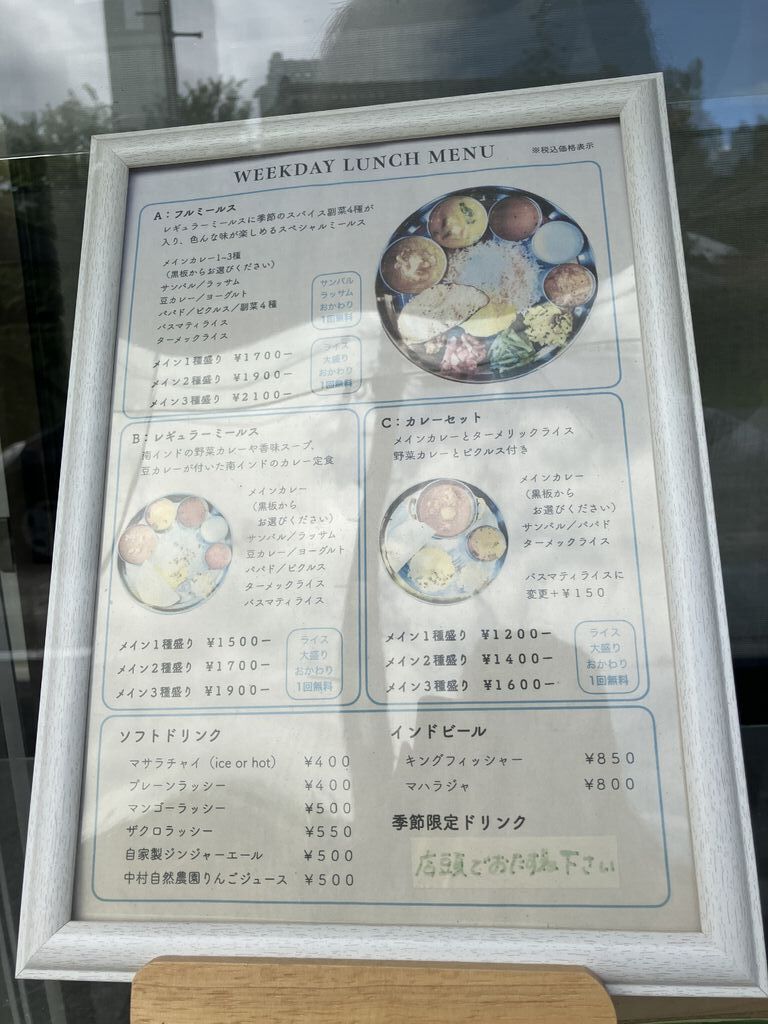 WEEKDAY LUNCH MENU
※税込価格表示
A：フルミールス
レギュラーミールスに季節のスパイス副菜4種が
入り、色んな味が楽しめるスペシャルミールス
メインカレー1~3種
（黒板からお選びください）
サンバル/ラッサム
豆カレー/ヨーグルト
パパド/ピクルス/副菜４種
バスマティライス
ターメックライス
サンバル
ラッサム
おかわり
1回無料
ライス
大盛り
おかわり
1回無料
メイン１種盛り ￥1700ー
メイン２種盛り ￥1900ー
メイン３種盛り ￥2100ー
B：レギュラーミールス
南インドの野菜カレーや香味スープ、
豆カレーが付いた南インドのカレー定食
メインカレー
（黒板から
お選びください）
サンバル/ラッサム
豆カレー/ヨーグルト
パパド/ピクルス
ターメックライス
バスマティライス
メイン１種盛り ￥1500ー
メイン２種盛り ￥1700ー
メイン３種盛り ￥1900ー
ライス
大盛り
おかわり
1回無料
C：カレーセット
メインカレーとターメリックライス
野菜カレーとピクルス付き
メインカレー
（黒板から
お選びください）
サンバル/パパド
ターメックライス
バスマティライスに
変更+￥150
メイン１種盛り ￥1200ー
メイン２種盛り ￥1400ー
メイン３種盛り ￥1600ー
ライス
大盛り
おかわり
1回無料
ソフトドリンク
マサラチャイ（ice or hot） ￥400
プレーンラッシー ￥400
マンゴーラッシー ￥500
ザクロラッシー ￥550
自家製ジンジャーエール ￥500
中村自然農園りんごジュース ￥500
インドビール
キングフィッシャー ￥850
マハラジャ ￥800
季節限定ドリンク
店頭でおたずね下さい